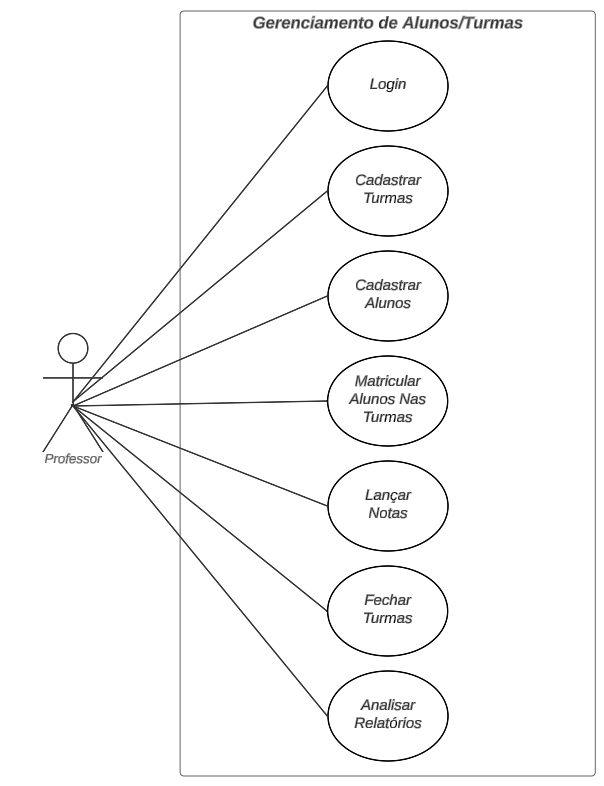 Gerenciamento de Alunos/Turmas
Login
Cadastrar
Turmas
Cadastrar
Alunos
Matricular
Alunos Nas
Turmas
Professor
Lançar
Notas
Fechar
Turmas
Analisar
Relatórios